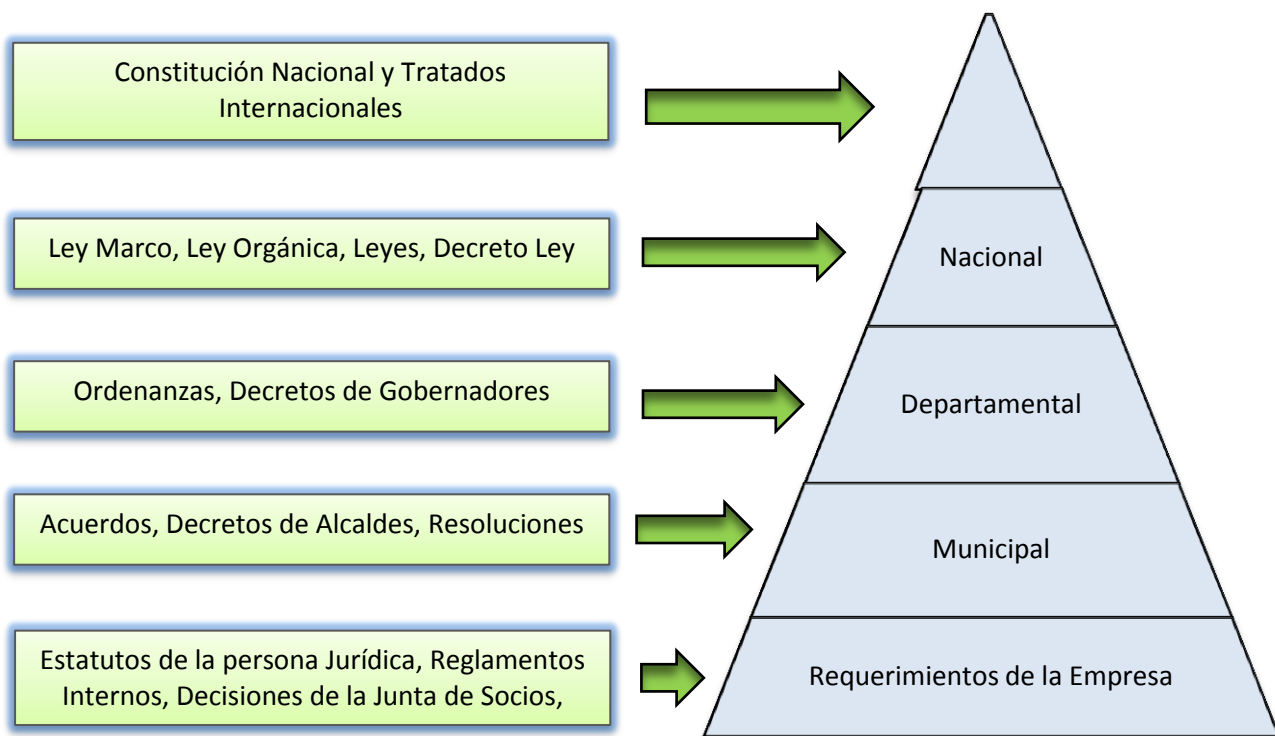 Constitución Nacional y Tratados
Internacionales
Ley Marco, Ley Orgánica, Leyes, Decreto Ley
Nacional
Ordenanzas, Decretos de Gobernadores
Departamental
Acuerdos, Decretos de Alcaldes, Resoluciones
Municipal
Estatutos de la persona Jurídica, Reglamentos
Internos, Decisiones de la Junta de Socios,
Requerimientos de la Empresa